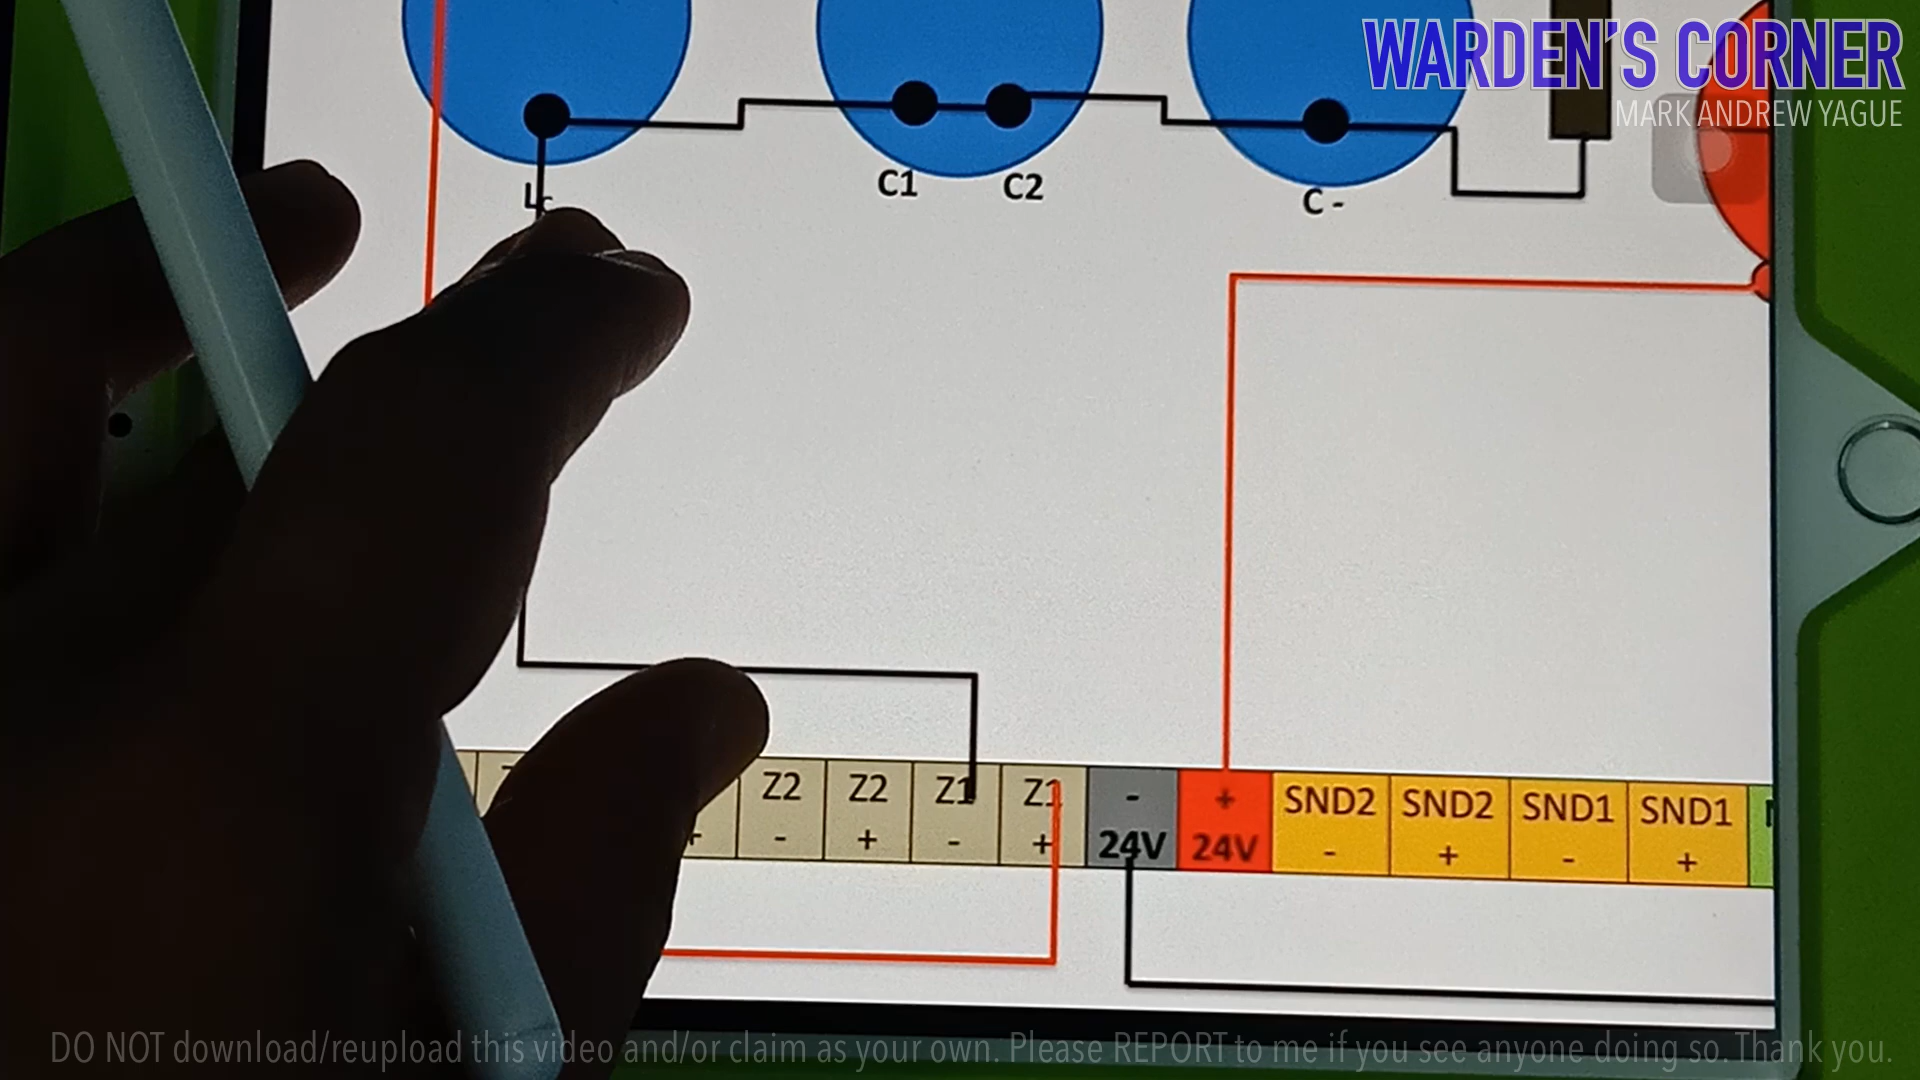 WARDEN'S CORNER
MARK ANDREW YAGUE
C1 C2 C -
Z2 Z2 Z1 Z1 - + SND2 SND2 SND1 SND1
+ - + - + 24V 24V - + - +
DO NOT download/reupload this video and/or claim as your own. Please REPORT to me if you see anyone doing so. Thank you.